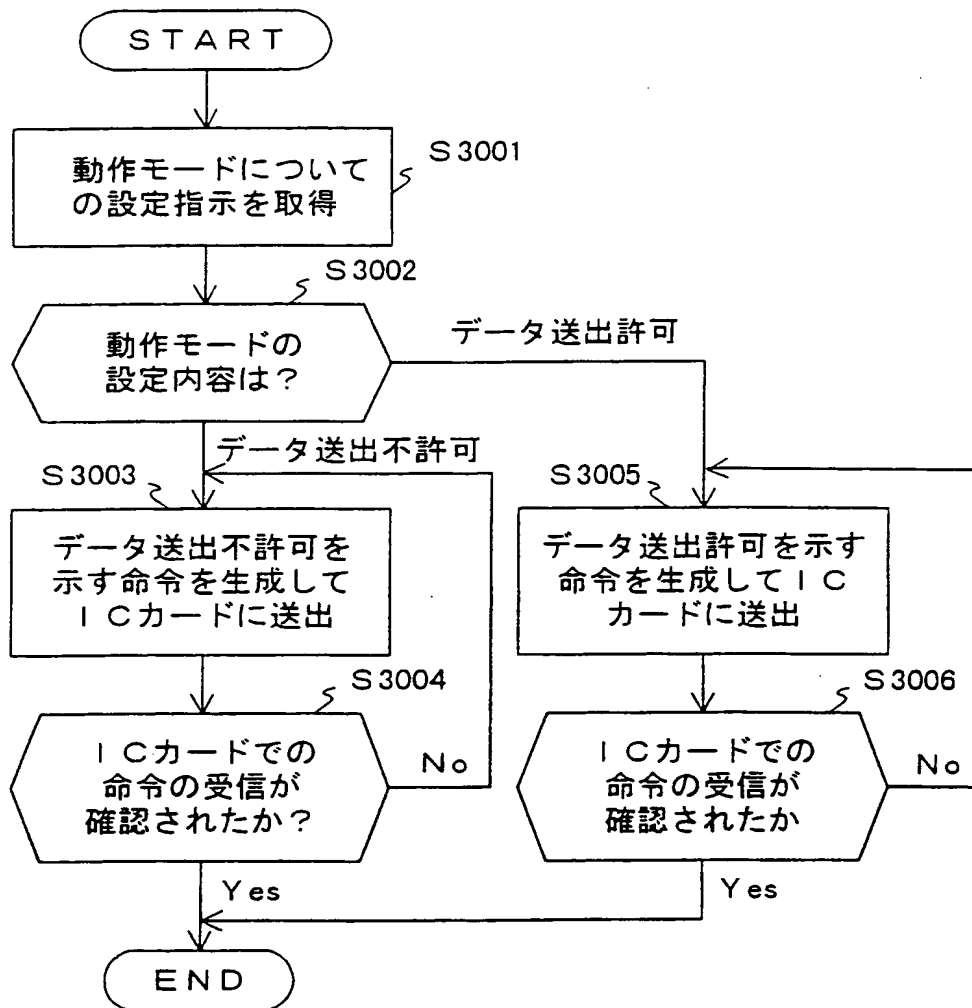 START
S3001
動作モードについて
の設定指示を取得
S3002
動作モードの
設定内容は?
データ送出許可
データ送出不許可
S3003
データ送出不許可を
示す命令を生成して
ICカードに送出
S3005
データ送出許可を示す
命令を生成してIC
カードに送出
S3004
ICカードでの
命令の受信が
確認されたか?
No
Yes
S3006
ICカードでの
命令の受信が
確認されたか
No
Yes
END